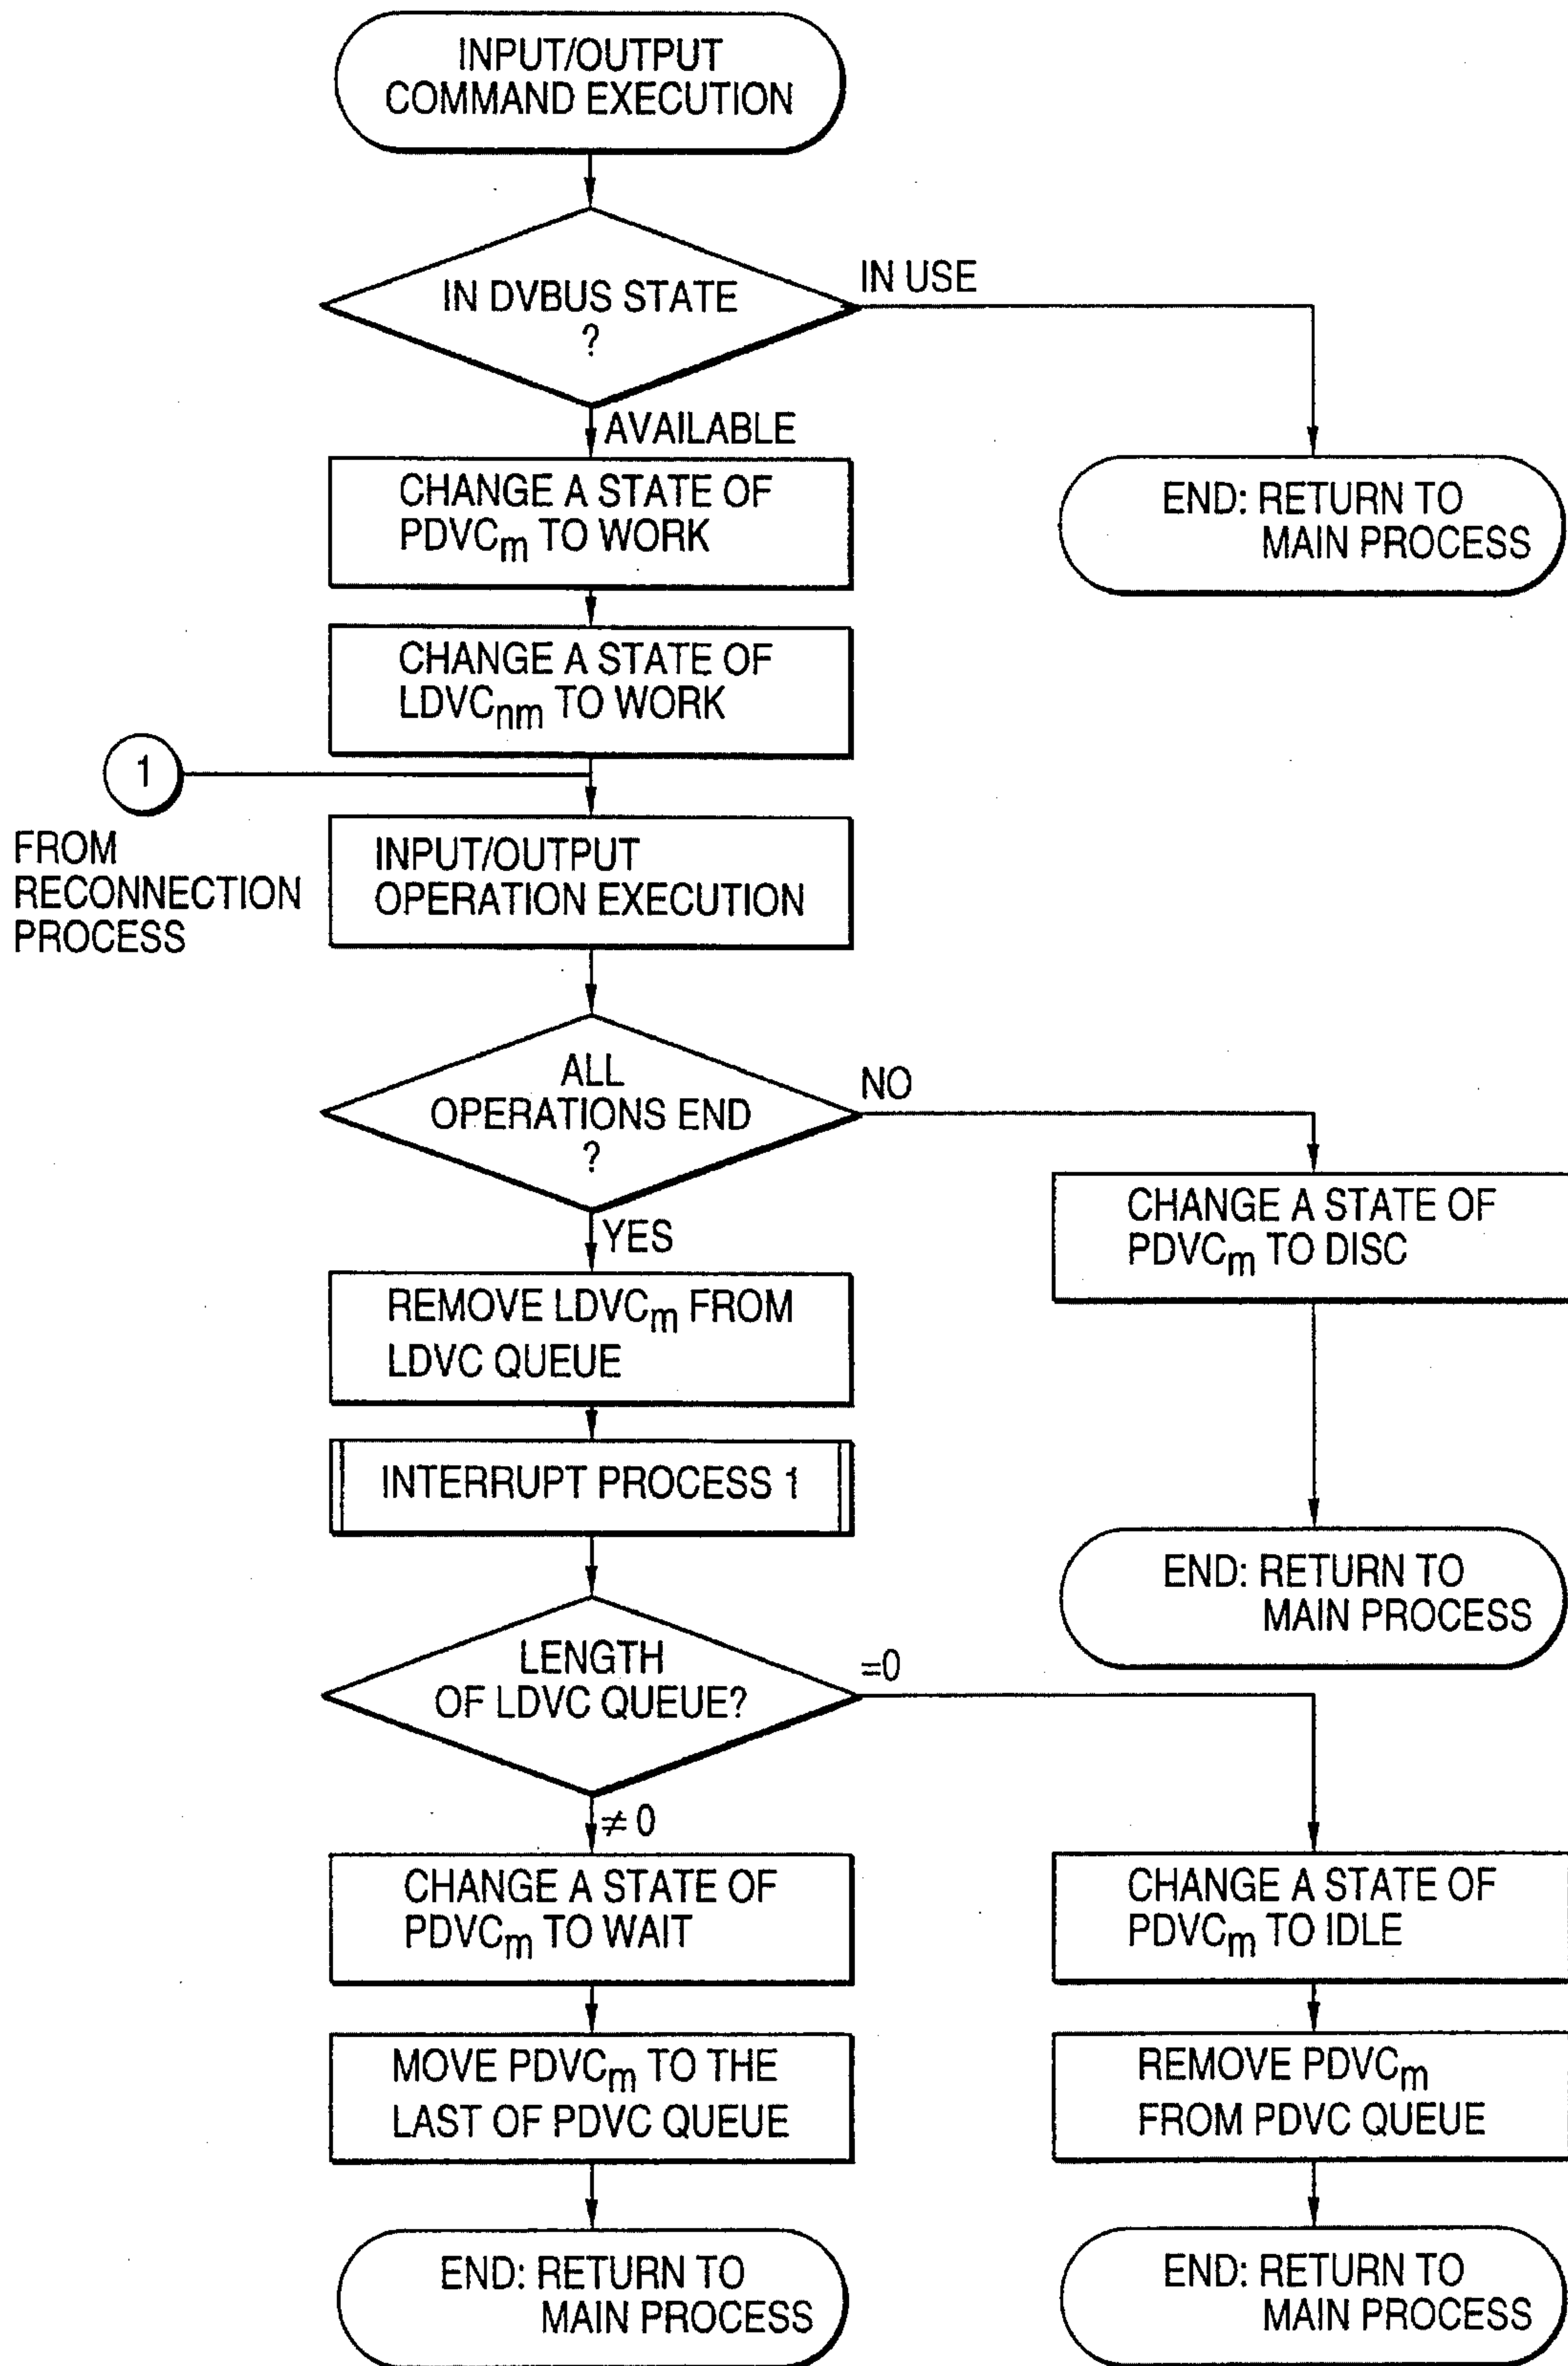 INPUT/OUTPUT
COMMAND EXECUTION
IN DVBUS STATE
?
IN USE
AVAILABLE
END: RETURN TO
MAIN PROCESS
CHANGE A STATE OF
PDVCm TO WORK
CHANGE A STATE OF
LDVCnm TO WORK
1
FROM
RECONNECTION
PROCESS
INPUT/OUTPUT
OPERATION EXECUTION
ALL
OPERATIONS END
?
NO
YES
CHANGE A STATE OF
PDVCm TO DISC
END: RETURN TO
MAIN PROCESS
REMOVE LDVCm FROM
LDVC QUEUE
INTERRUPT PROCESS 1
LENGTH
OF LDVC QUEUE?
=0
≠ 0
CHANGE A STATE OF
PDVCm TO WAIT
MOVE PDVCm TO THE
LAST OF PDVC QUEUE
END: RETURN TO
MAIN PROCESS
CHANGE A STATE OF
PDVCm TO IDLE
REMOVE PDVCm
FROM PDVC QUEUE
END: RETURN TO
MAIN PROCESS